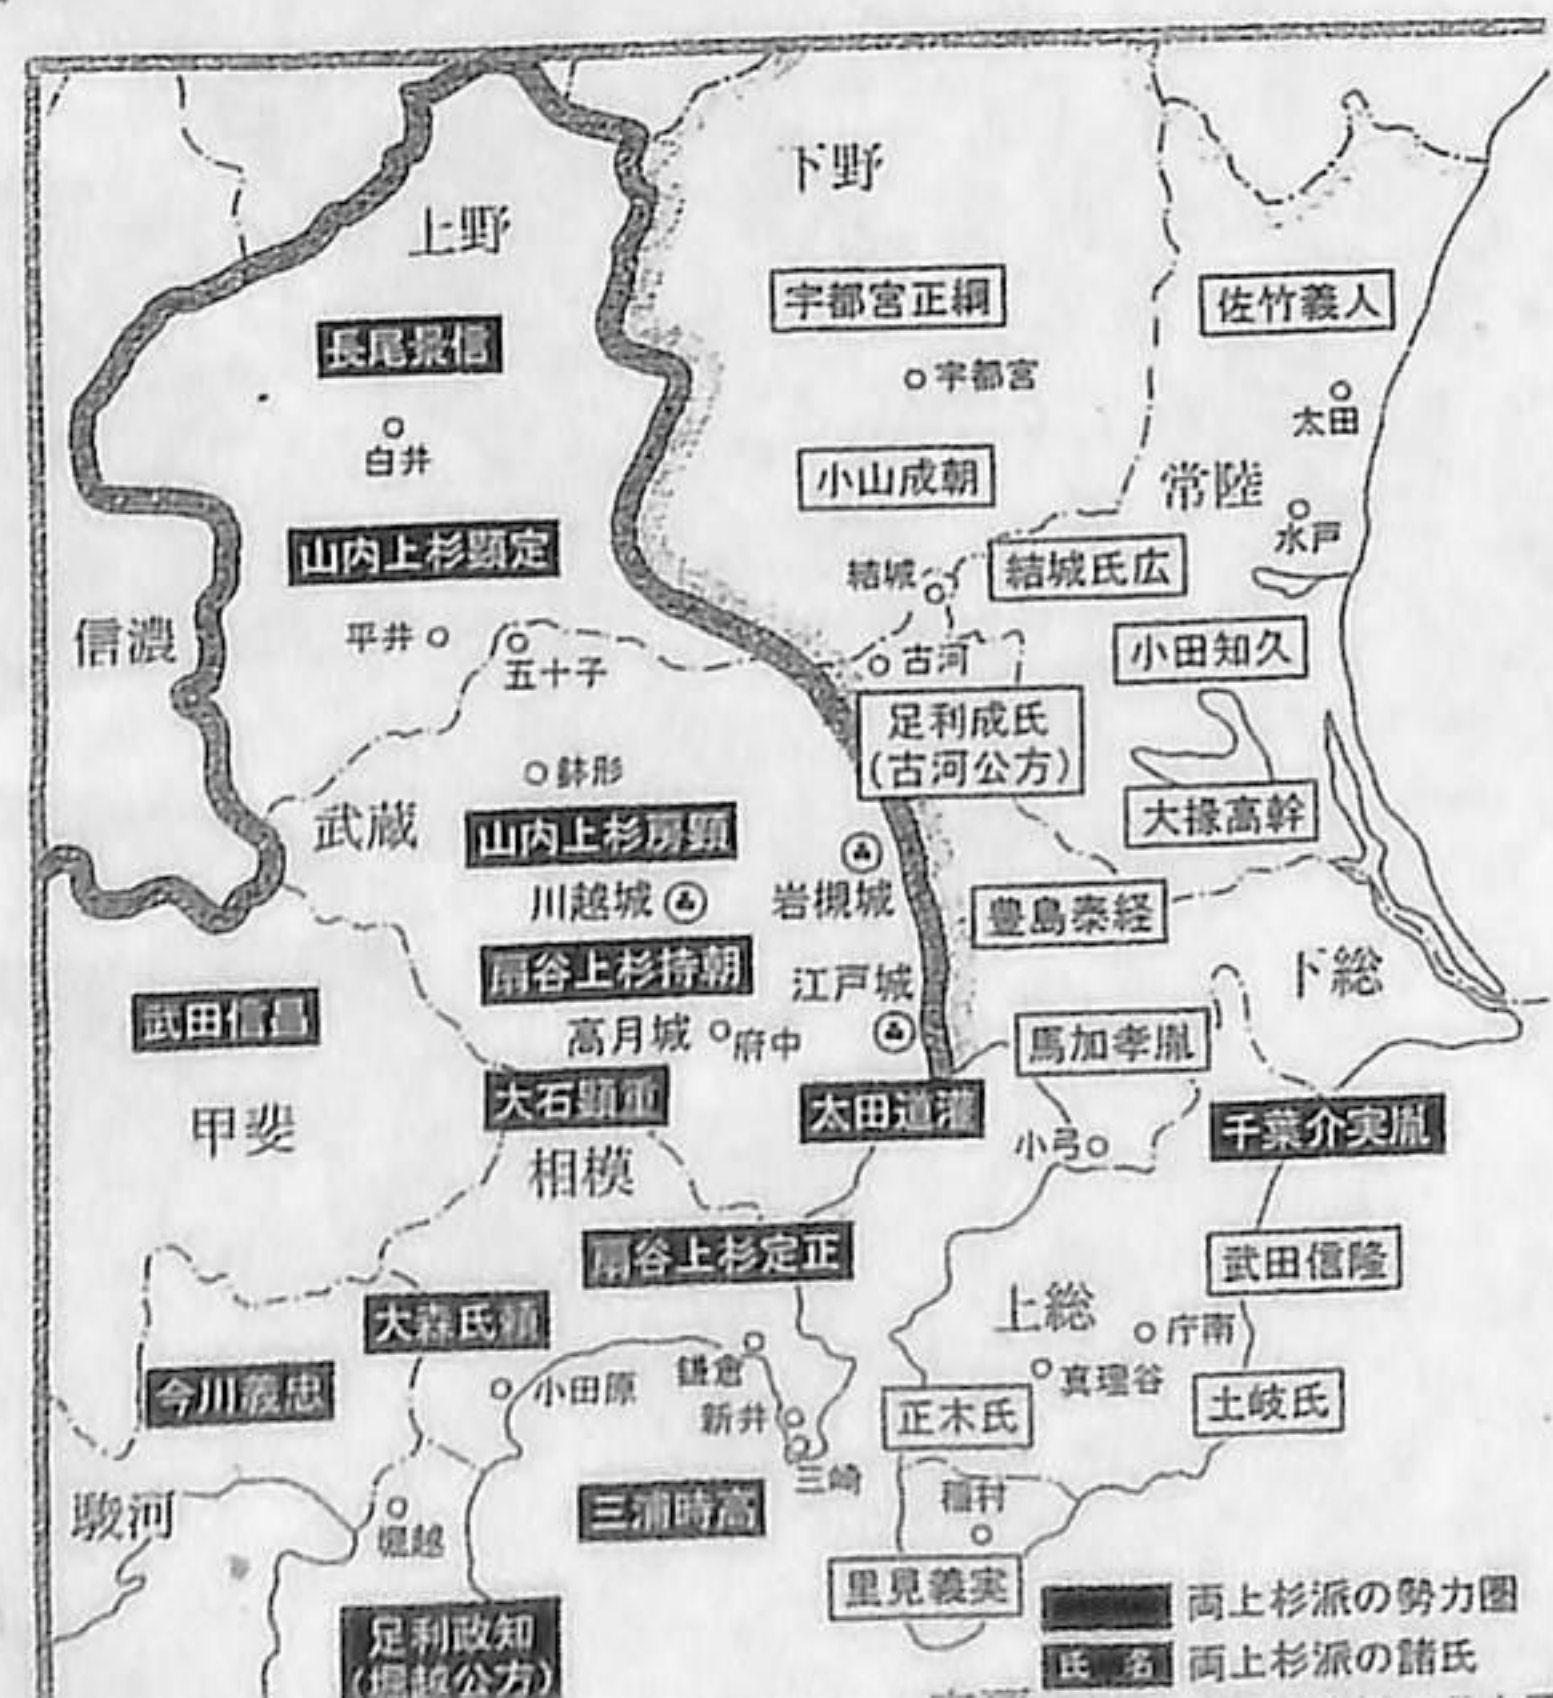 下野
上野
宇都宮正綱
佐竹義人
長尾景信
宇都宮
太田
白井
小山成朝
常陸
水戸
山内上杉顕定
結城
結城氏広
信濃
平井
五十子
古河
小田知久
足利成氏
(古河公方)
鉢形
武蔵
山内上杉房顕
大掾高幹
川越城
岩槻城
豊島泰経
扇谷上杉持朝
江戸城
下総
武田信昌
高月城
府中
馬加孝胤
大石顕重
太田道灌
千葉介実胤
甲斐
相模
小弓
扇谷上杉定正
武田信隆
大森氏頼
上総
庁南
今川義忠
小田原
鎌倉
真理谷
新井
正木氏
土岐氏
三崎
駿河
三浦時高
稲村
堀越
里見義実
足利政知
(堀越公方)
両上杉派の勢力圏
氏名 両上杉派の諸氏